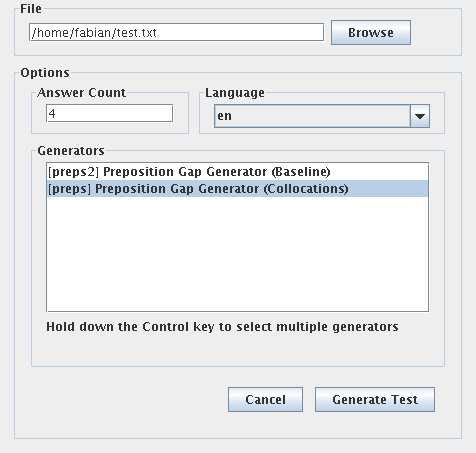 File
/home/fabian/test.txt Browse
Options
Answer Count Language
4 en
Generators
[preps2] Preposition Gap Generator (Baseline)
[preps] Preposition Gap Generator (Collocations)
Hold down the Control key to select multiple generators
Cancel Generate Test